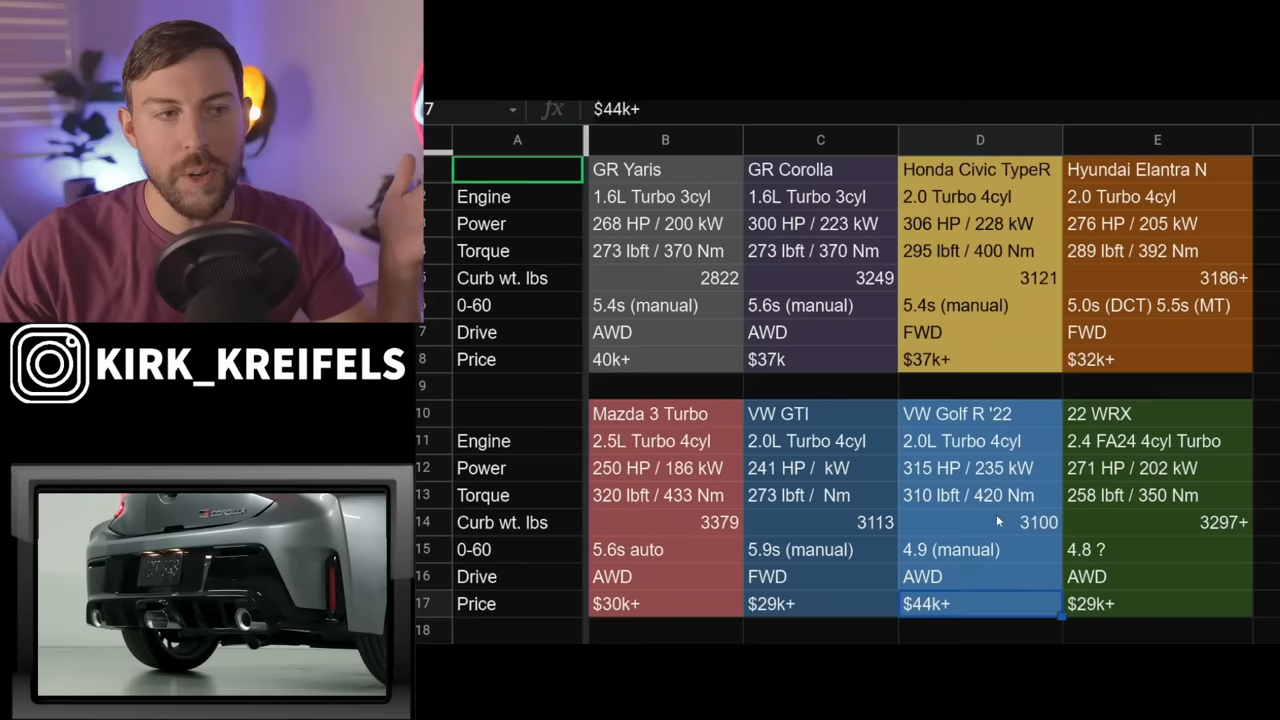 7 fx $44k+
A B C D E
GR Yaris GR Corolla Honda Civic TypeR Hyundai Elantra N
2 Engine 1.6L Turbo 3cyl 1.6L Turbo 3cyl 2.0 Turbo 4cyl 2.0 Turbo 4cyl
Power 268 HP / 200 kW 300 HP / 223 kW 306 HP / 228 kW 276 HP / 205 kW
Torque 273 lbft / 370 Nm 273 lbft / 370 Nm 295 lbft / 400 Nm 289 lbft / 392 Nm
5 Curb wt. lbs 2822 3249 3121 3186+
6 0-60 5.4s (manual) 5.6s (manual) 5.4s (manual) 5.0s (DCT) 5.5s (MT)
7 Drive AWD AWD FWD FWD
8 Price 40k+ $37k $37k+ $32k+
9
10 Mazda 3 Turbo VW GTI VW Golf R '22 22 WRX
11 Engine 2.5L Turbo 4cyl 2.0L Turbo 4cyl 2.0L Turbo 4cyl 2.4 FA24 4cyl Turbo
12 Power 250 HP / 186 kW 241 HP / kW 315 HP / 235 kW 271 HP / 202 kW
13 Torque 320 lbft / 433 Nm 273 lbft / Nm 310 lbft / 420 Nm 258 lbft / 350 Nm
14 Curb wt. lbs 3379 3113 3100 3297+
15 0-60 5.6s auto 5.9s (manual) 4.9 (manual) 4.8 ?
16 Drive AWD FWD AWD AWD
17 Price $30k+ $29k+ $44k+ $29k+
18
KIRK_KREIFELS
GR COROLLA